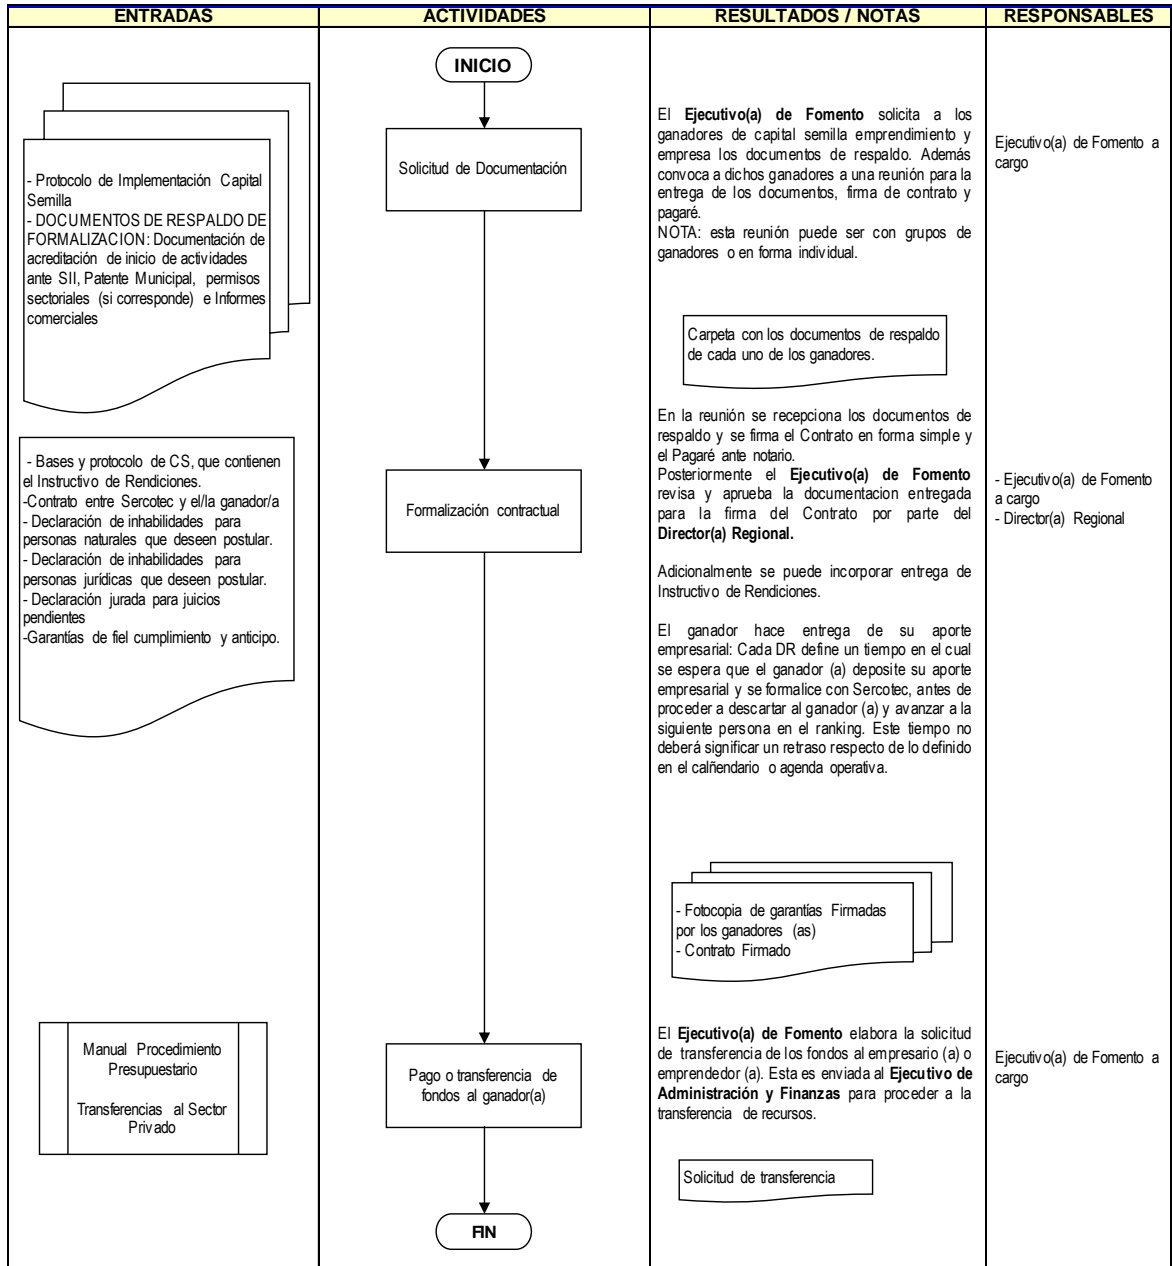 ENTRADAS
ACTIVIDADES
RESULTADOS / NOTAS
RESPONSABLES
INICIO
- Protocolo de Implementación Capital
Semilla
- DOCUMENTOS DE RESPALDO DE
FORMALIZACION: Documentación de
acreditación de inicio de actividades
ante SII, Patente Municipal, permisos
sectoriales (si corresponde) e Informes
comerciales
Solicitud de Documentación
El Ejecutivo(a) de Fomento solicita a los
ganadores de capital semilla emprendimiento y
empresa los documentos de respaldo. Además
convoca a dichos ganadores a una reunión para la
entrega de los documentos, firma de contrato y
pagaré.
NOTA: esta reunión puede ser con grupos de
ganadores o en forma individual.
Ejecutivo(a) de Fomento a
cargo
Carpeta con los documentos de respaldo
de cada uno de los ganadores.
- Bases y protocolo de CS, que contienen
el Instructivo de Rendiciones.
-Contrato entre Sercotec y el/la ganador/a
- Declaración de inhabilidades para
personas naturales que deseen postular.
- Declaración de inhabilidades para
personas jurídicas que deseen postular.
- Declaración jurada para juicios
pendientes
-Garantías de fiel cumplimiento y anticipo.
Formalización contractual
En la reunión se recepciona los documentos de
respaldo y se firma el Contrato en forma simple y
el Pagaré ante notario.
Posteriormente el Ejecutivo(a) de Fomento
revisa y aprueba la documentacion entregada
para la firma del Contrato por parte del
Director(a) Regional.
Adicionalmente se puede incorporar entrega de
Instructivo de Rendiciones.
El ganador hace entrega de su aporte
empresarial: Cada DR define un tiempo en el cual
se espera que el ganador (a) deposite su aporte
empresarial y se formalice con Sercotec, antes de
proceder a descartar al ganador (a) y avanzar a la
siguiente persona en el ranking. Este tiempo no
deberá significar un retraso respecto de lo definido
en el calñendario o agenda operativa.
- Ejecutivo(a) de Fomento
a cargo
- Director(a) Regional
- Fotocopia de garantías Firmadas
por los ganadores (as)
- Contrato Firmado
Manual Procedimiento
Presupuestario
Transferencias al Sector
Privado
Pago o transferencia de
fondos al ganador(a)
El Ejecutivo(a) de Fomento elabora la solicitud
de transferencia de los fondos al empresario (a) o
emprendedor (a). Esta es enviada al Ejecutivo de
Administración y Finanzas para proceder a la
transferencia de recursos.
Ejecutivo(a) de Fomento a
cargo
Solicitud de transferencia
FIN